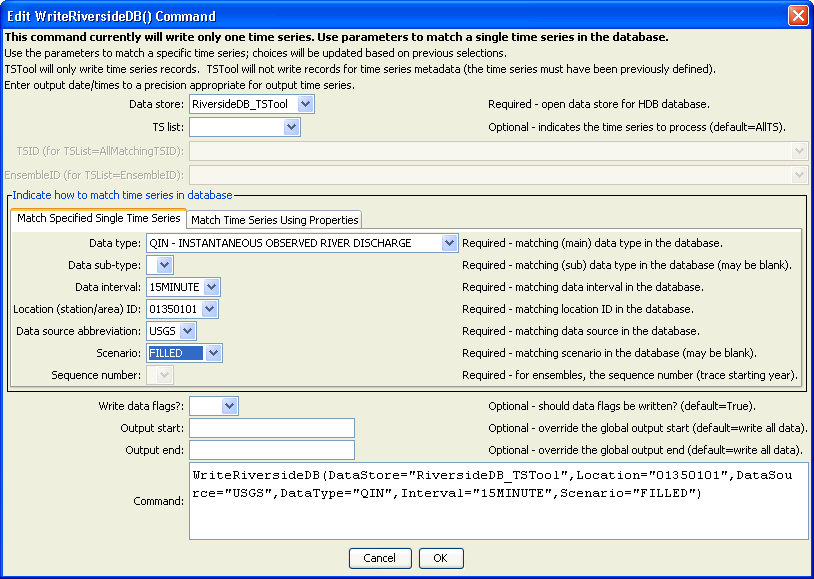 Edit WriteRiversideDB() Command
This command currently will write only one time series. Use parameters to match a single time series in the database.
Use the parameters to match a specific time series; choices will be updated based on previous selections.
TSTool will only write time series records.  TSTool will not write records for time series metadata (the time series must have been previously defined).
Enter output date/times to a precision appropriate for output time series.
Data store: RiversideDB_TSTool Required - open data store for HDB database.
TS list: Optional - indicates the time series to process (default=AllTS).
TSID (for TSList=AllMatchingTSID):
EnsembleID (for TSList=EnsembleID):
Indicate how to match time series in database
Match Specified Single Time Series Match Time Series Using Properties
Data type: QIN - INSTANTANEOUS OBSERVED RIVER DISCHARGE Required - matching (main) data type in the database.
Data sub-type: Required - matching (sub) data type in the database (may be blank).
Data interval: 15MINUTE Required - matching data interval in the database.
Location (station/area) ID: 01350101 Required - matching location ID in the database.
Data source abbreviation: USGS Required - matching data source in the database.
Scenario: FILLED Required - matching scenario in the database (may be blank).
Sequence number: Required - for ensembles, the sequence number (trace starting year).
Write data flags?: Optional - should data flags be written? (default=True).
Output start: Optional - override the global output start (default=write all data).
Output end: Optional - override the global output end (default=write all data).
Command: WriteRiversideDB(DataStore="RiversideDB_TSTool",Location="01350101",DataSou
rce="USGS",DataType="QIN",Interval="15MINUTE",Scenario="FILLED")
Cancel OK